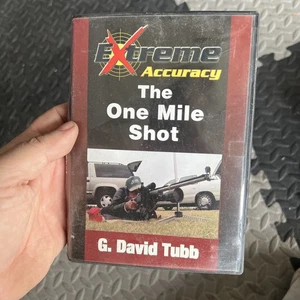 Extreme
Accuracy
The
One Mile
Shot
G. David Tubb